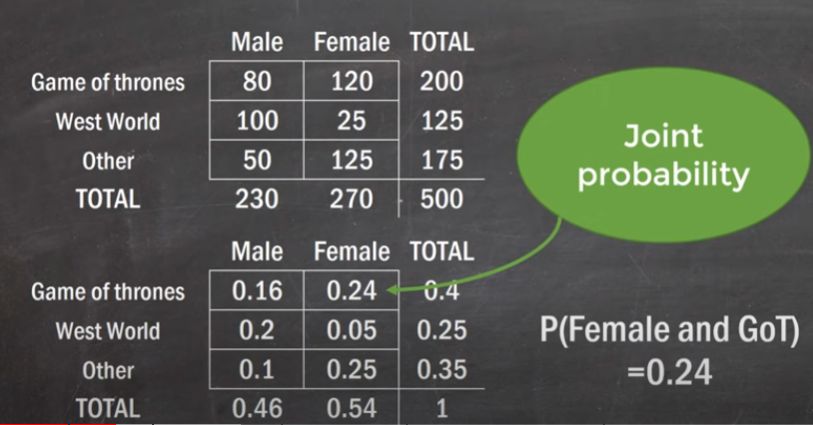 Male Female TOTAL
Game of thrones 80 120 200
West World 100 25 125
Other 50 125 175
TOTAL 230 270 500
Joint
probability
Male Female TOTAL
Game of thrones 0.16 0.24 0.4
West World 0.2 0.05 0.25
Other 0.1 0.25 0.35
TOTAL 0.46 0.54 1
P(Female and GoT)
=0.24